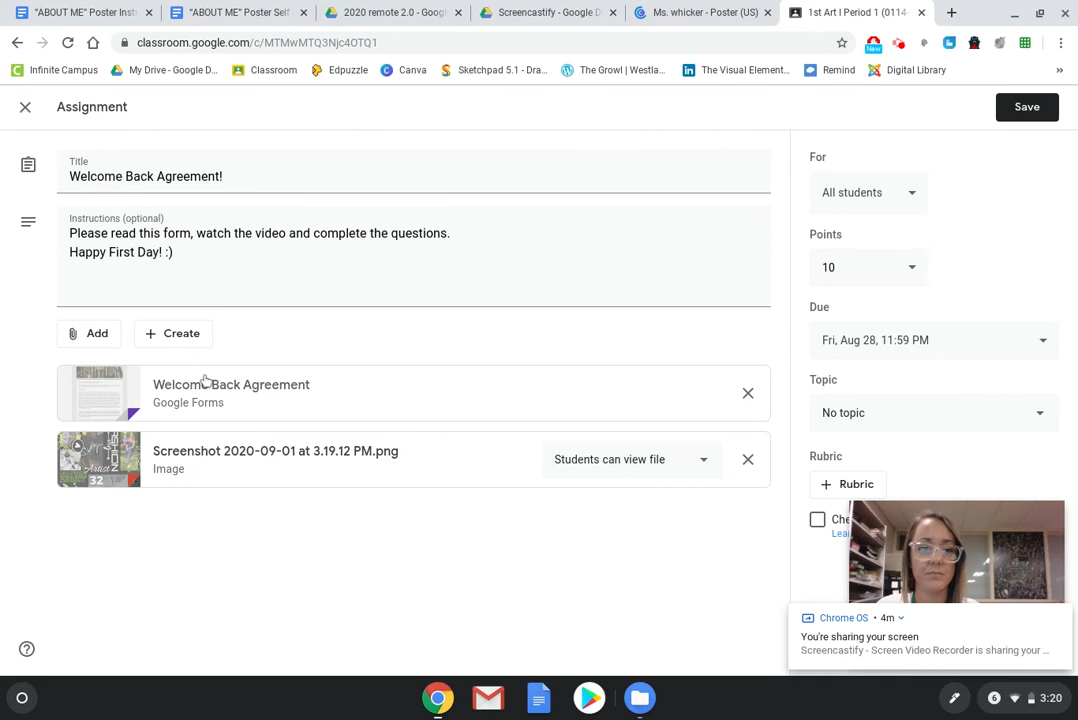 "ABOUT ME" Poster Inst
"ABOUT ME" Poster Self
2020 remote 2.0 - Goog
Screencastify - Google D
Ms. whicker - Poster (US)
1st Art I Period 1 (0114
classroom.google.com/c/MTMwMTQ3Njc4OTQ1
New
Infinite Campus
My Drive - Google D...
Classroom
Edpuzzle
Canva
Sketchpad 5.1 - Dra...
The Growl | Westla...
The Visual Element...
Remind
Digital Library
Assignment
Save
Title
Welcome Back Agreement!
Instructions (optional)
Please read this form, watch the video and complete the questions.
Happy First Day! :)
Add
Create
Welcome Back Agreement
Google Forms
Screenshot 2020-09-01 at 3.19.12 PM.png
Image
Students can view file
32
For
All students
Points
10
Due
Fri, Aug 28, 11:59 PM
Topic
No topic
Rubric
Rubric
Che
Lear
Chrome OS • 4m
You're sharing your screen
Screencastify - Screen Video Recorder is sharing your ...
6
3:20